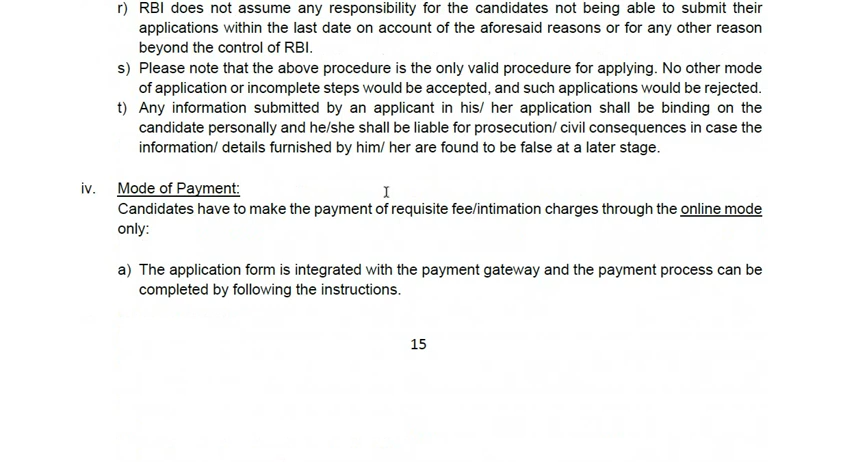 r) RBI does not assume any responsibility for the candidates not being able to submit their
applications within the last date on account of the aforesaid reasons or for any other reason
beyond the control of RBI.
s) Please note that the above procedure is the only valid procedure for applying. No other mode
of application or incomplete steps would be accepted, and such applications would be rejected.
t) Any information submitted by an applicant in his/ her application shall be binding on the
candidate personally and he/she shall be liable for prosecution/ civil consequences in case the
information/ details furnished by him/ her are found to be false at a later stage.
iv. Mode of Payment:
Candidates have to make the payment of requisite fee/intimation charges through the online mode
only:
a) The application form is integrated with the payment gateway and the payment process can be
completed by following the instructions.
15